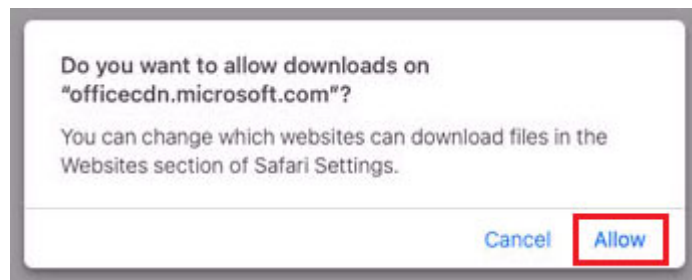 Do you want to allow downloads on
“officecdn.microsoft.com”?
You can change which websites can download files in the
Websites section of Safari Settings.
Cancel Allow